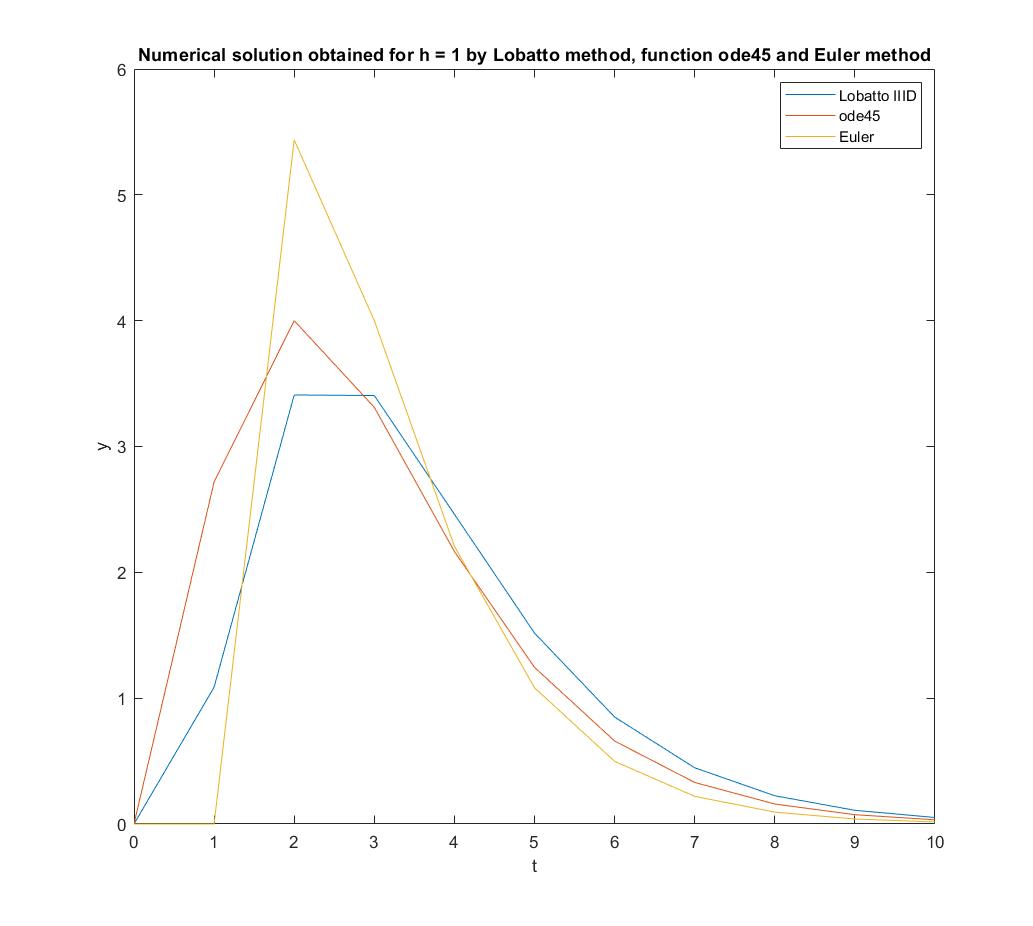 Numerical solution obtained for h = 1 by Lobatto method, function ode45 and Euler method
Lobatto IIID
ode45
Euler
y
6
5
4
3
2
1
0
0 1 2 3 4 5 6 7 8 9 10
t